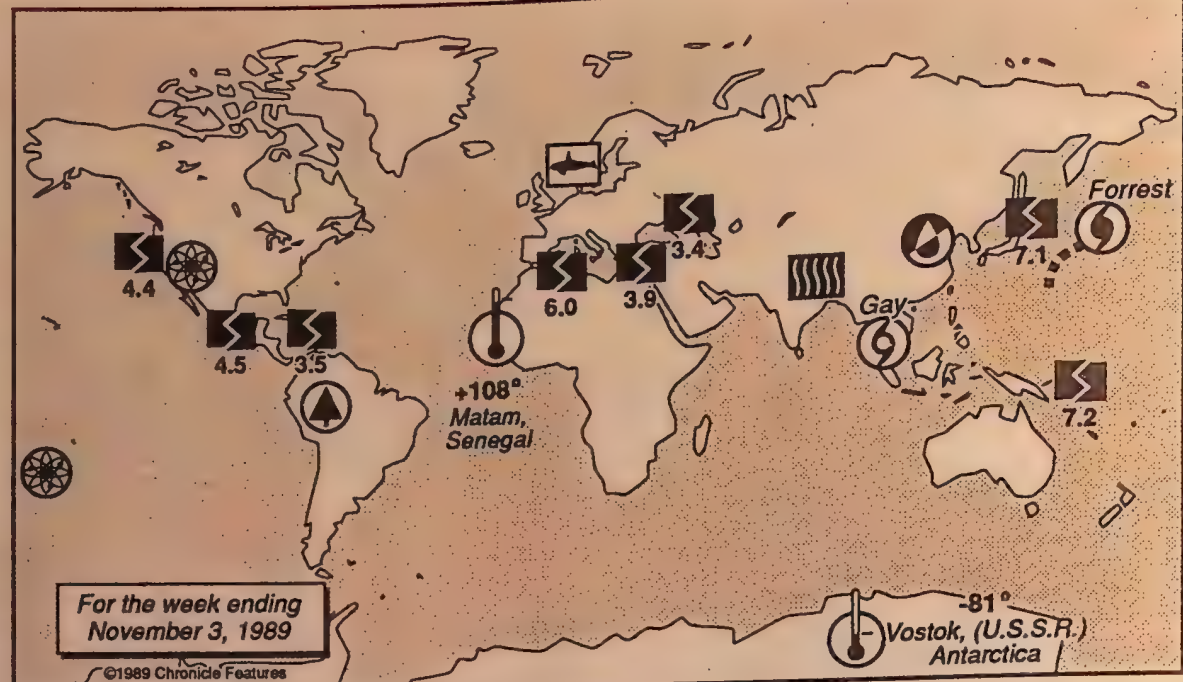 Forrest
4.4
3.4
7.1
6.0
3.9
Gay
4.5
3.5
7.2
+108°
Matam,
Senegal
For the week ending
November 3, 1989
©1989 Chronicle Features
-81°
Vostok, (U.S.S.R.)
Antarctica